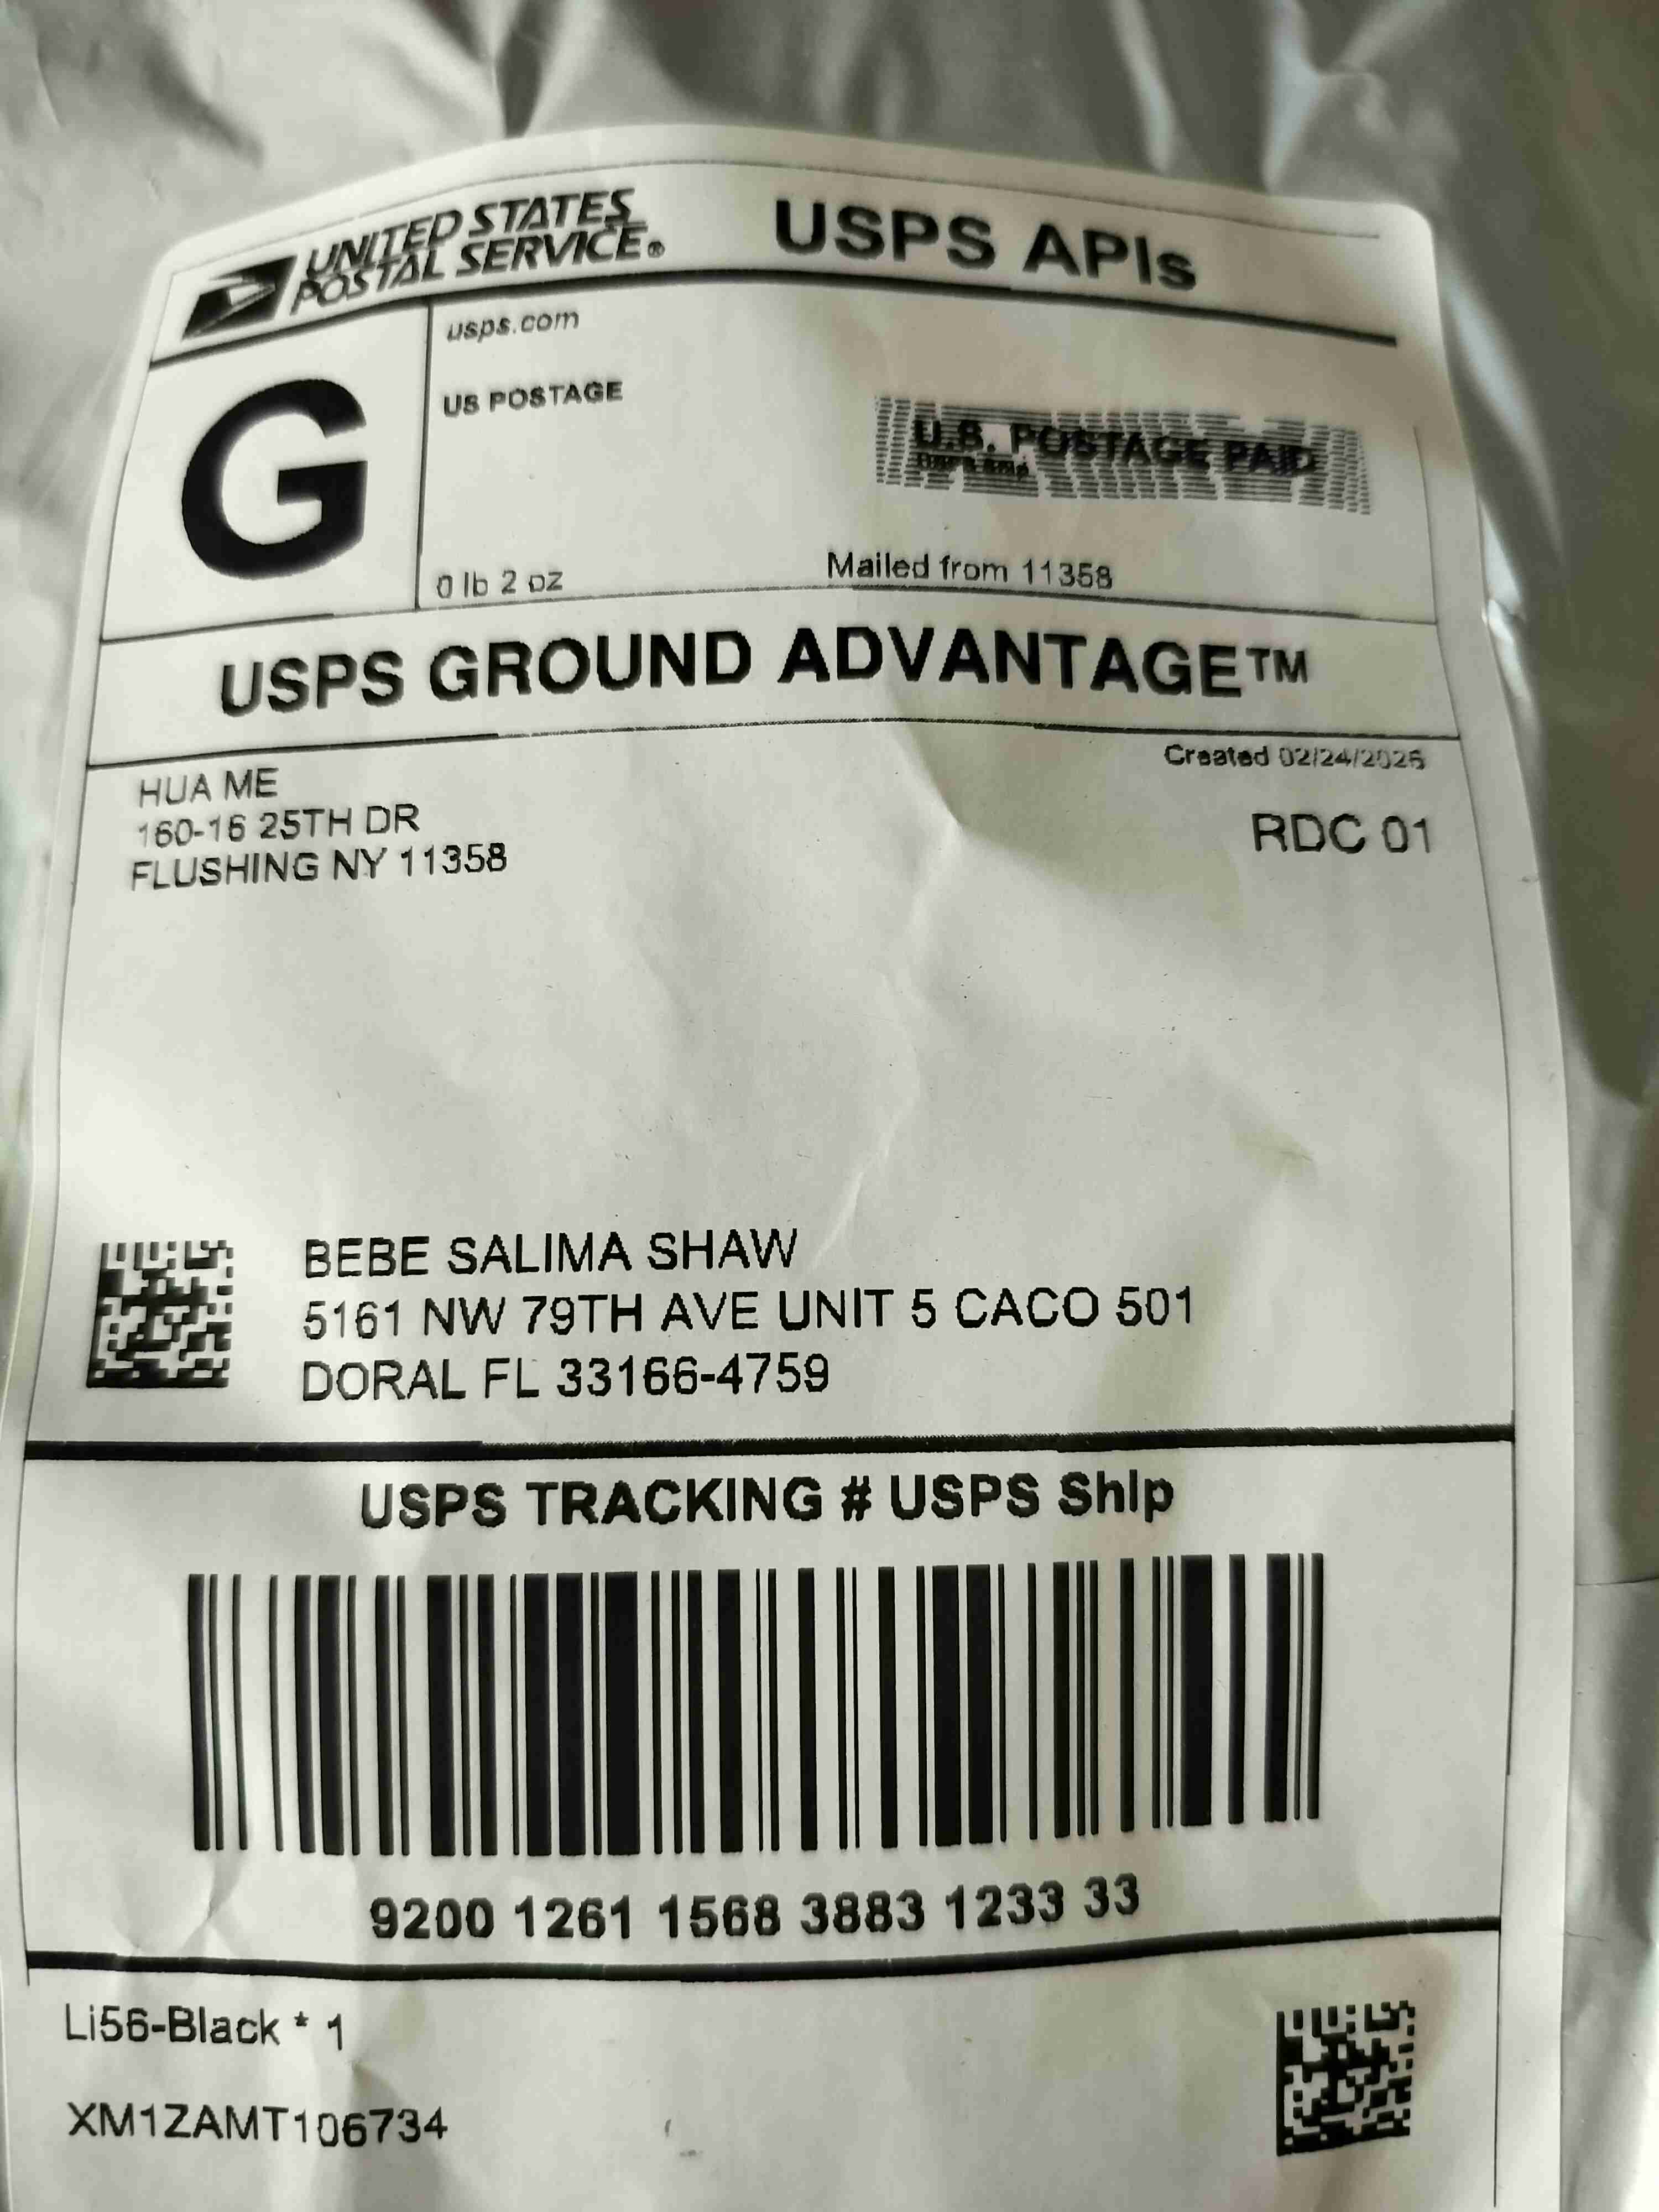 UNITED STATES
POSTAL SERVICE®
USPS APIs
G
usps.com
US POSTAGE
U.S. POSTAGE PAID
0 lb 2 oz
Mailed from 11358
USPS GROUND ADVANTAGE™
Created
HUA ME
160-16 25TH DR
FLUSHING NY 11358
RDC 01
BEBE SALIMA SHAW
5161 NW 79TH AVE UNIT 5 CACO 501
DORAL FL 33166-4759
USPS TRACKING # USPS Ship
9200 1261 1568 3883 1233 33
Li56-Black * 1
XM1ZAMT106734